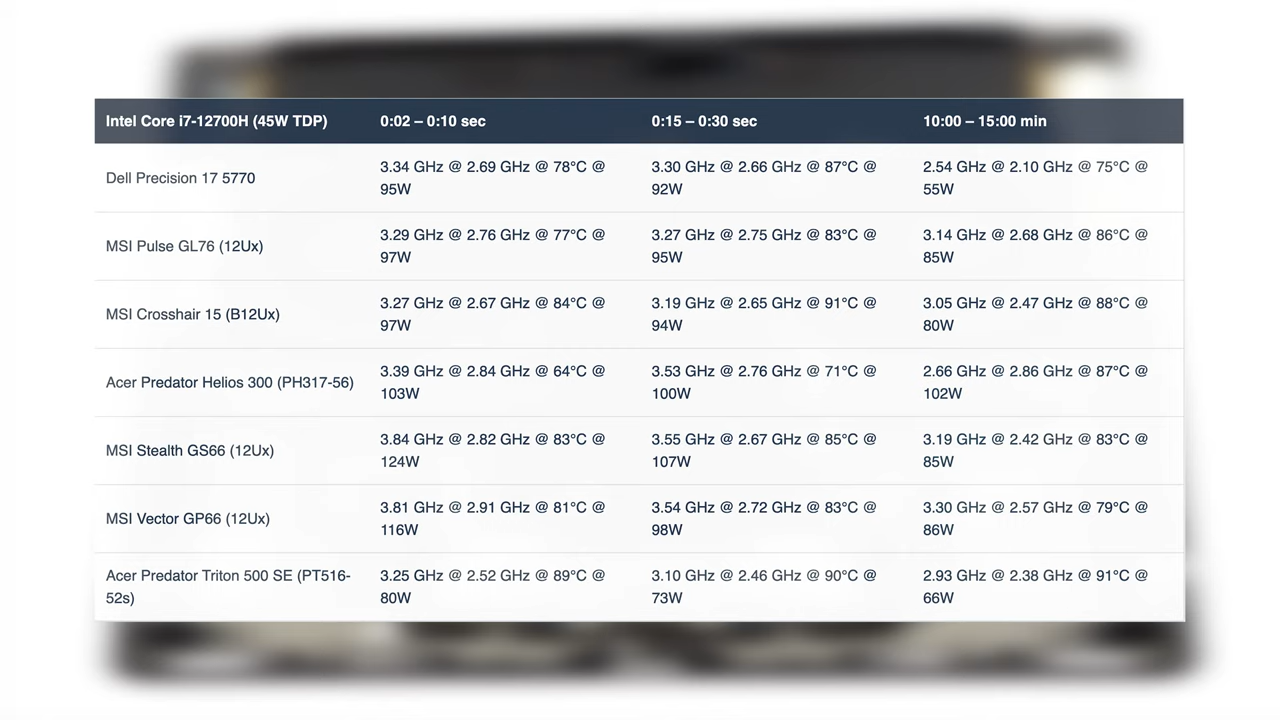 Intel Core i7-12700H (45W TDP) 0:02 – 0:10 sec 0:15 – 0:30 sec 10:00 – 15:00 min
Dell Precision 17 5770
3.34 GHz @ 2.69 GHz @ 78°C @
95W
3.30 GHz @ 2.66 GHz @ 87°C @
92W
2.54 GHz @ 2.10 GHz @ 75°C @
55W
MSI Pulse GL76 (12Ux)
3.29 GHz @ 2.76 GHz @ 77°C @
97W
3.27 GHz @ 2.75 GHz @ 83°C @
95W
3.14 GHz @ 2.68 GHz @ 86°C @
85W
MSI Crosshair 15 (B12Ux)
3.27 GHz @ 2.67 GHz @ 84°C @
97W
3.19 GHz @ 2.65 GHz @ 91°C @
94W
3.05 GHz @ 2.47 GHz @ 88°C @
80W
Acer Predator Helios 300 (PH317-56)
3.39 GHz @ 2.84 GHz @ 64°C @
103W
3.53 GHz @ 2.76 GHz @ 71°C @
100W
2.66 GHz @ 2.86 GHz @ 87°C @
102W
MSI Stealth GS66 (12Ux)
3.84 GHz @ 2.82 GHz @ 83°C @
124W
3.55 GHz @ 2.67 GHz @ 85°C @
107W
3.19 GHz @ 2.42 GHz @ 83°C @
85W
MSI Vector GP66 (12Ux)
3.81 GHz @ 2.91 GHz @ 81°C @
116W
3.54 GHz @ 2.72 GHz @ 83°C @
98W
3.30 GHz @ 2.57 GHz @ 79°C @
86W
Acer Predator Triton 500 SE (PT516-
52s)
3.25 GHz @ 2.52 GHz @ 89°C @
80W
3.10 GHz @ 2.46 GHz @ 90°C @
73W
2.93 GHz @ 2.38 GHz @ 91°C @
66W